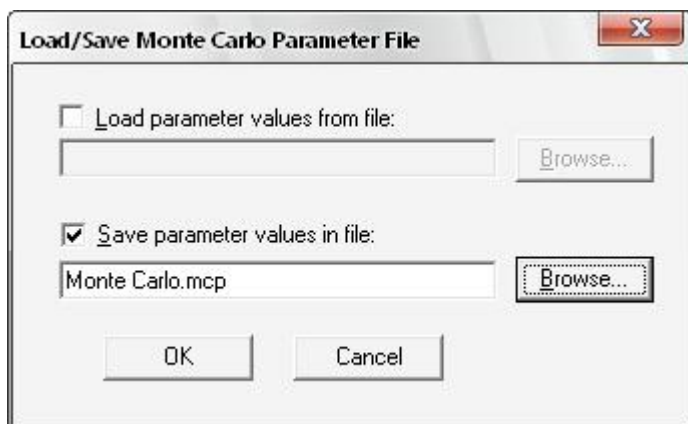 Load/Save Monte Carlo Parameter File
Load parameter values from file:
Browse...
Save parameter values in file:
Monte Carlo.mcp
Browse...
OK
Cancel